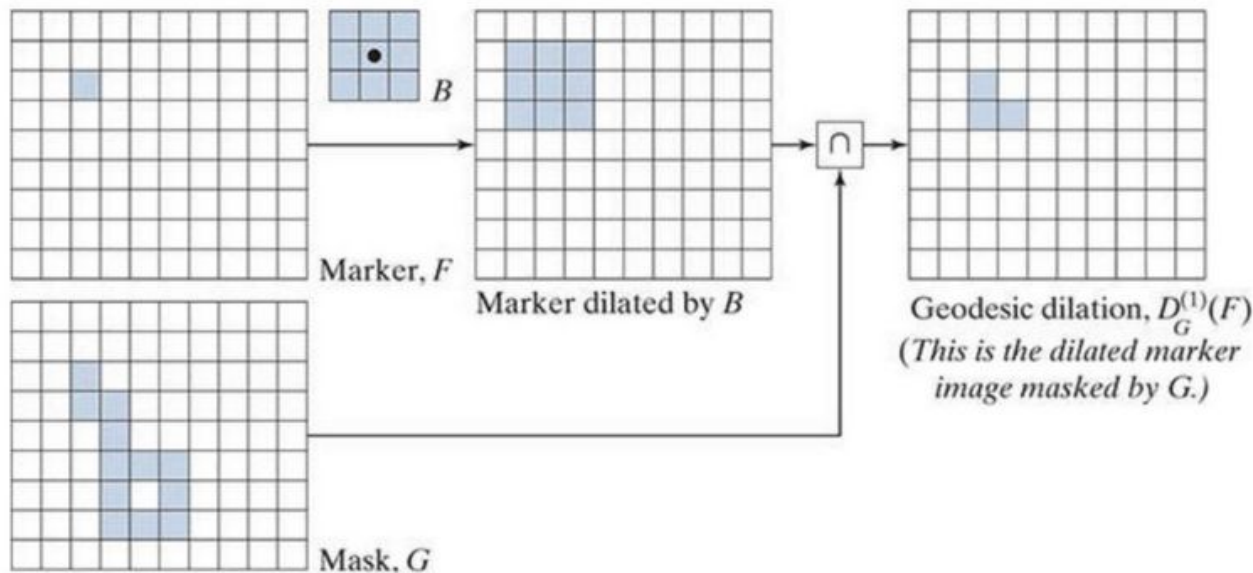 B
Marker, F
Marker dilated by B
∩
Geodesic dilation, D_G^(1)(F)
(This is the dilated marker
image masked by G.)
Mask, G